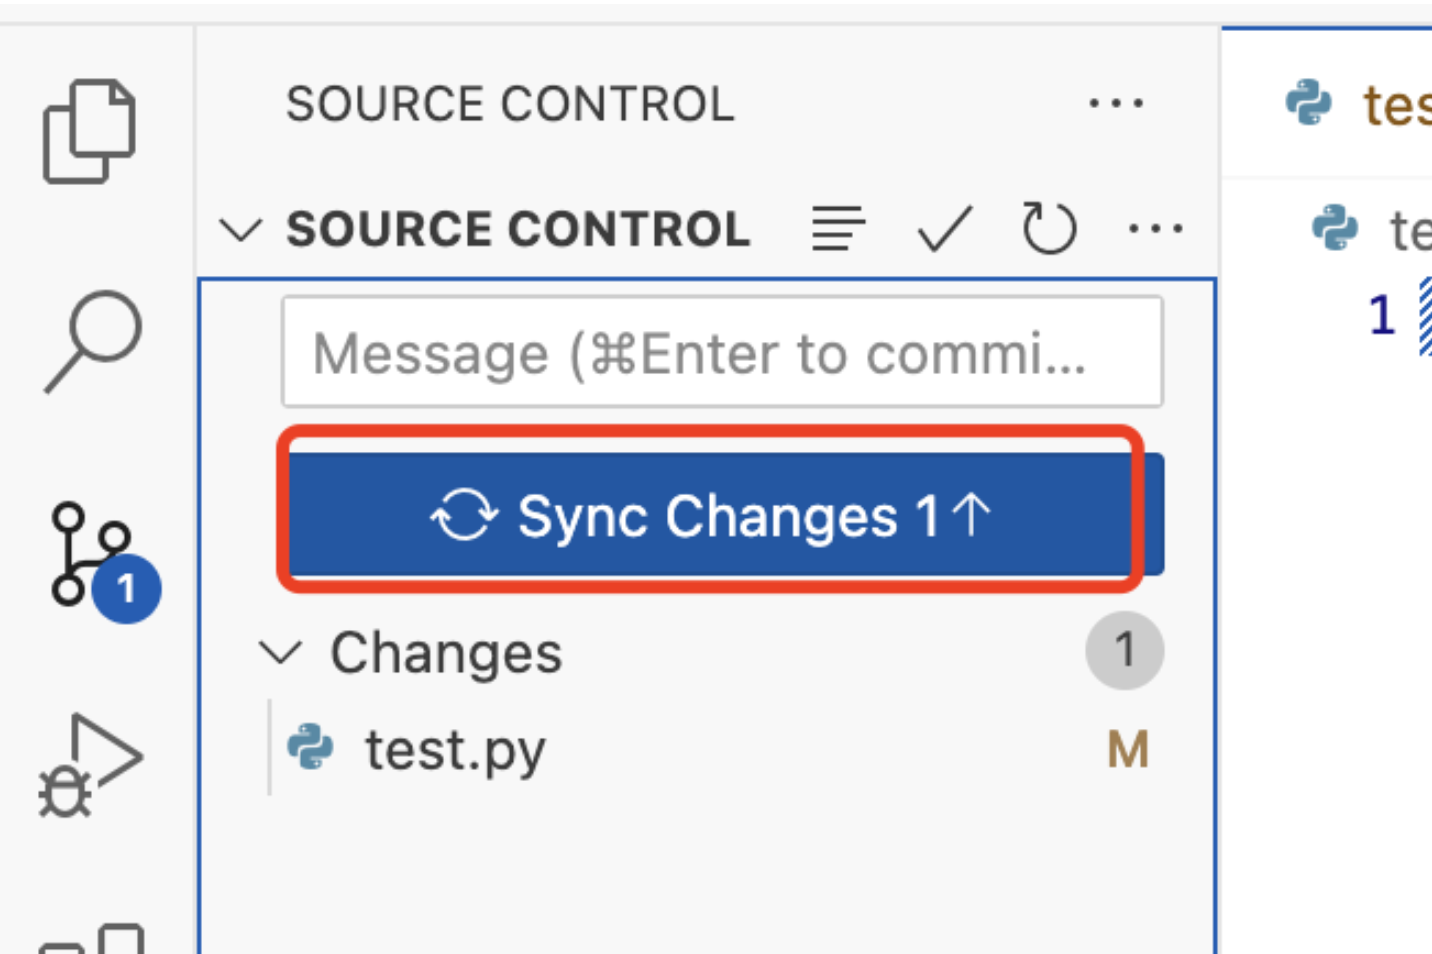 SOURCE CONTROL
SOURCE CONTROL
Message (⌘Enter to commi...
Sync Changes 1↑
1
Changes 1
test.py M
tes
te
1